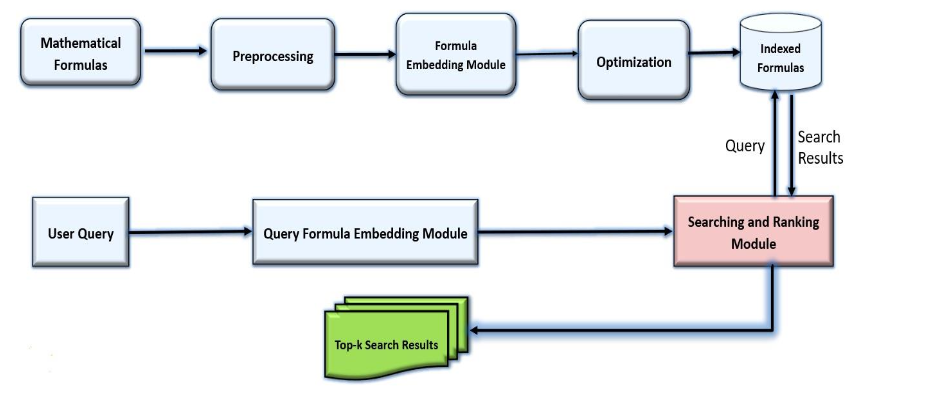 Mathematical
Formulas
Preprocessing
Formula
Embedding Module
Optimization
Indexed
Formulas
Query
Search
Results
User Query
Query Formula Embedding Module
Searching and Ranking
Module
Top-k Search Results